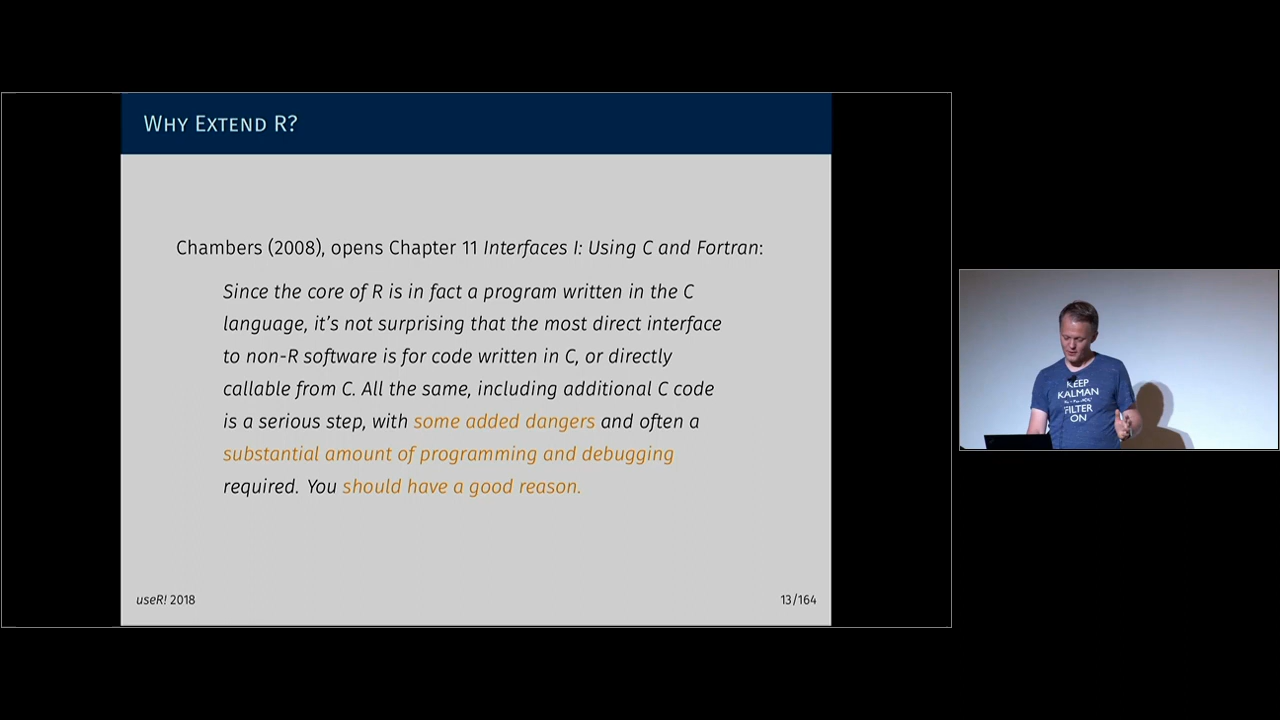 Why Extend R?
Chambers (2008), opens Chapter 11 Interfaces I: Using C and Fortran:
Since the core of R is in fact a program written in the C
language, it's not surprising that the most direct interface
to non-R software is for code written in C, or directly
callable from C. All the same, including additional C code
is a serious step, with some added dangers and often a
substantial amount of programming and debugging
required. You should have a good reason.
useR! 2018
13/164
KEEP
KALMAN
FILTER
ON